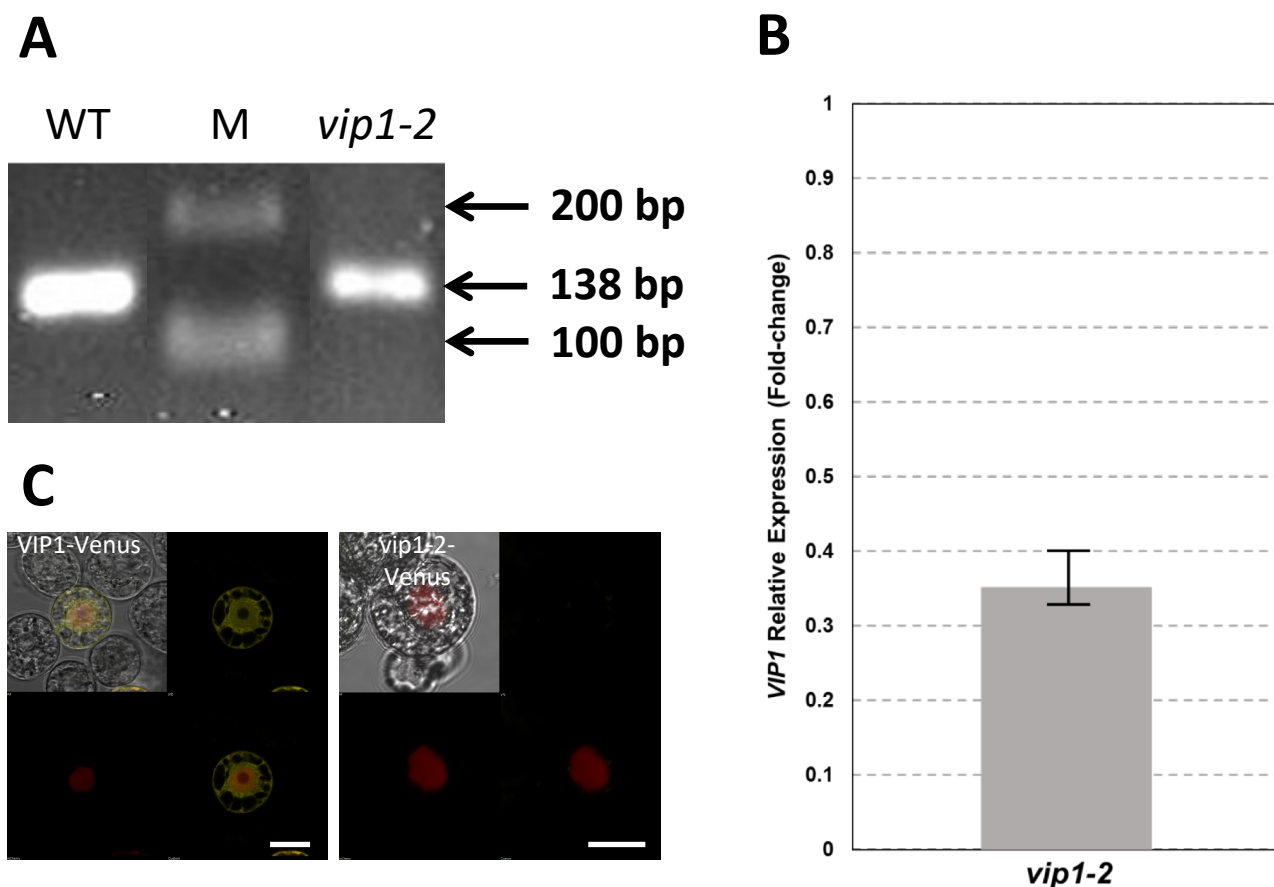 A
WT M vip1-2
200 bp
138 bp
100 bp
B
VIP1 Relative Expression (Fold-change)
1
0.9
0.8
0.7
0.6
0.5
0.4
0.3
0.2
0.1
0
vip1-2
C
VIP1-Venus
vip1-2-
Venus